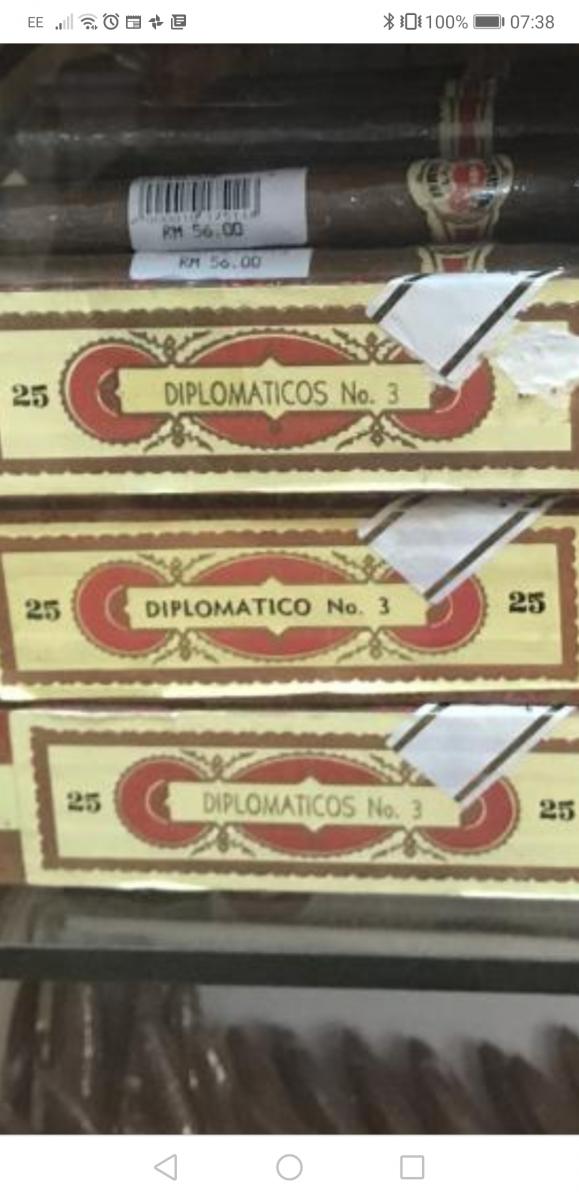 EE 100% 07:38
RM 56.00
RM 56.00
25 DIPLOMATICOS No. 3
25 DIPLOMATICO No. 3 25
25 DIPLOMATICOS No. 3 25